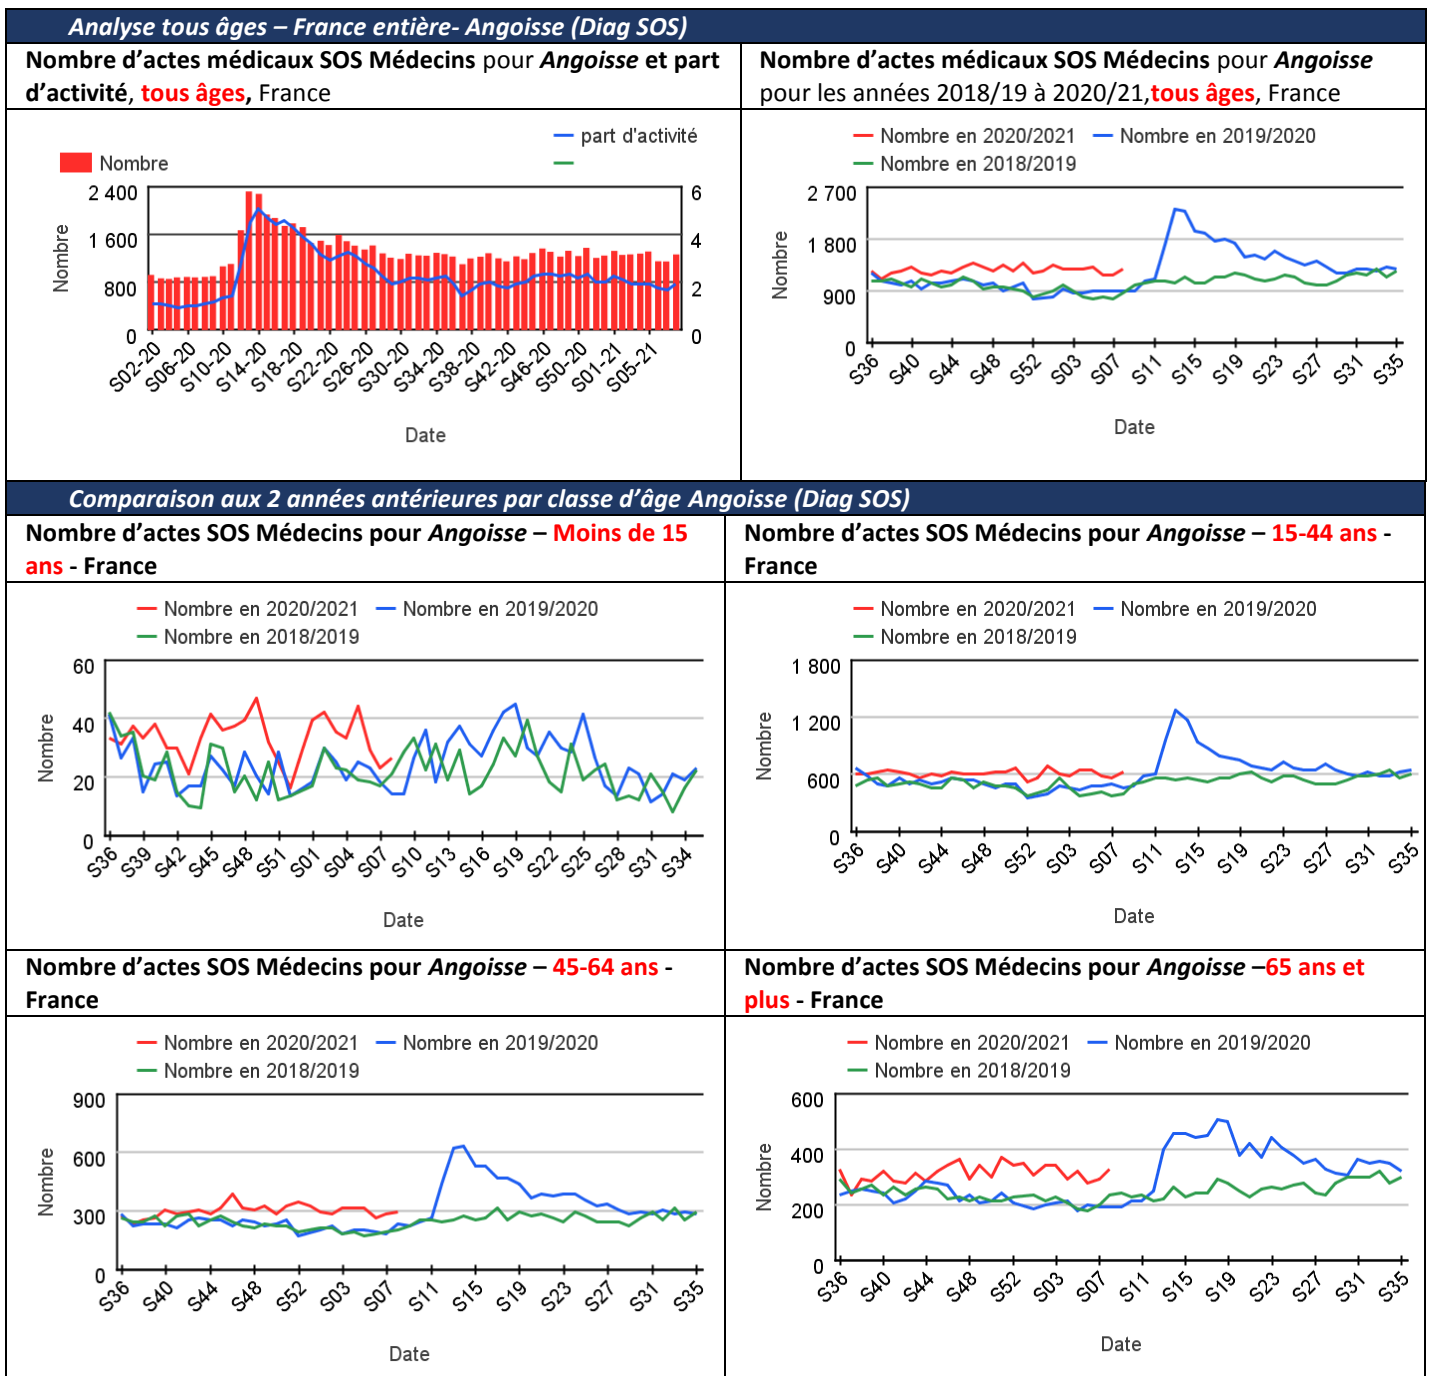 Analyse tous âges – France entière- Angoisse (Diag SOS)
Nombre d’actes médicaux SOS Médecins pour Angoisse et part
d’activité, tous âges, France
part d'activité
Nombre
2 400
1 600
800
0
6
4
2
0
Nombre
S02-20
S06-20
S10-20
S14-20
S18-20
S22-20
S26-20
S30-20
S34-20
S38-20
S42-20
S46-20
S50-20
S01-21
S05-21
Date
Nombre d’actes médicaux SOS Médecins pour Angoisse
pour les années 2018/19 à 2020/21,tous âges, France
Nombre en 2020/2021
Nombre en 2019/2020
Nombre en 2018/2019
2 700
1 800
900
0
Nombre
S36
S40
S44
S48
S52
S03
S07
S11
S15
S19
S23
S27
S31
S35
Date
Comparaison aux 2 années antérieures par classe d’âge Angoisse (Diag SOS)
Nombre d’actes SOS Médecins pour Angoisse – Moins de 15
ans - France
Nombre en 2020/2021
Nombre en 2019/2020
Nombre en 2018/2019
60
40
20
0
Nombre
S36
S39
S42
S45
S48
S51
S01
S04
S07
S10
S13
S16
S19
S22
S25
S28
S31
S34
Date
Nombre d’actes SOS Médecins pour Angoisse – 15-44 ans -
France
Nombre en 2020/2021
Nombre en 2019/2020
Nombre en 2018/2019
1 800
1 200
600
0
Nombre
S36
S40
S44
S48
S52
S03
S07
S11
S15
S19
S23
S27
S31
S35
Date
Nombre d’actes SOS Médecins pour Angoisse – 45-64 ans -
France
Nombre en 2020/2021
Nombre en 2019/2020
Nombre en 2018/2019
900
600
300
0
Nombre
S36
S40
S44
S48
S52
S03
S07
S11
S15
S19
S23
S27
S31
S35
Date
Nombre d’actes SOS Médecins pour Angoisse –65 ans et
plus - France
Nombre en 2020/2021
Nombre en 2019/2020
Nombre en 2018/2019
600
400
200
0
Nombre
S36
S40
S44
S48
S52
S03
S07
S11
S15
S19
S23
S27
S31
S35
Date